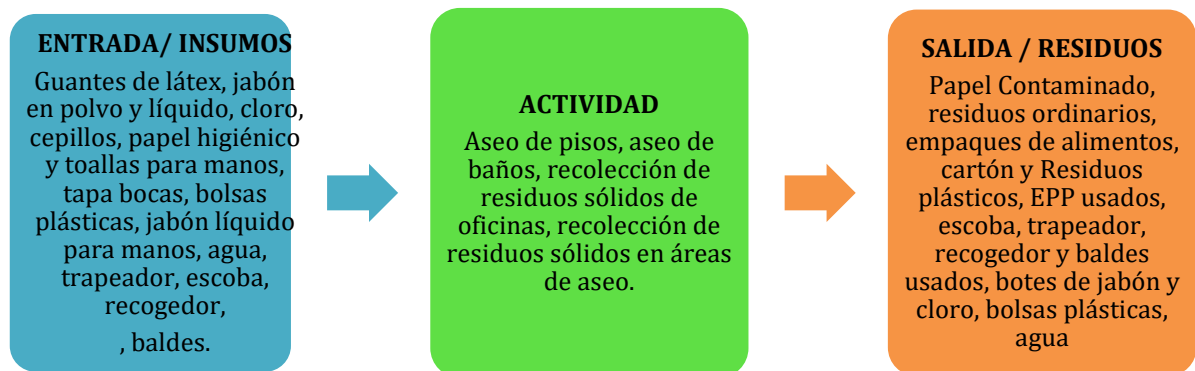 ENTRADA/ INSUMOS
Guantes de látex, jabón
en polvo y líquido, cloro,
cepillos, papel higiénico
y toallas para manos,
tapa bocas, bolsas
plásticas, jabón líquido
para manos, agua,
trapeador, escoba,
recogedor,
, baldes.
ACTIVIDAD
Aseo de pisos, aseo de
baños, recolección de
residuos sólidos de
oficinas, recolección de
residuos sólidos en áreas
de aseo.
SALIDA / RESIDUOS
Papel Contaminado,
residuos ordinarios,
empaques de alimentos,
cartón y Residuos
plásticos, EPP usados,
escoba, trapeador,
recogedor y baldes
usados, botes de jabón y
cloro, bolsas plásticas,
agua